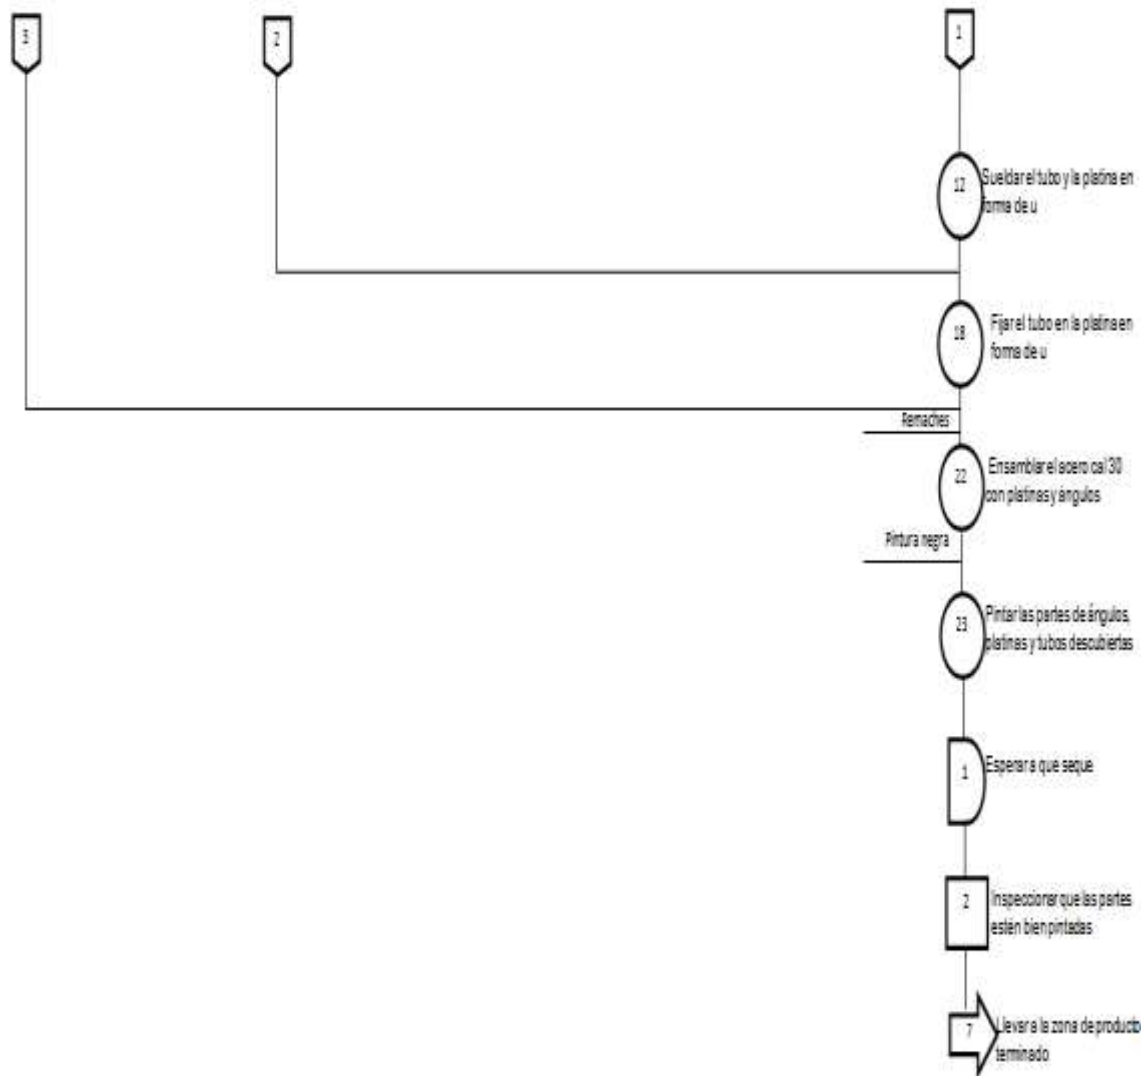 3
2
1
12
Sueldar el tubo y la platina en
forma de u
18
Fijar el tubo en la platina en
forma de u
Remaches
22
Ensamblar el acero cal 30
con platinas y ángulos
Pintura negra
23
Pintar las partes de ángulos,
platinas y tubos descubiertas
1
Esperar a que seque
2
Inspeccionar que las partes
estén bien pintadas
7
Llevar a la zona de producto
terminado